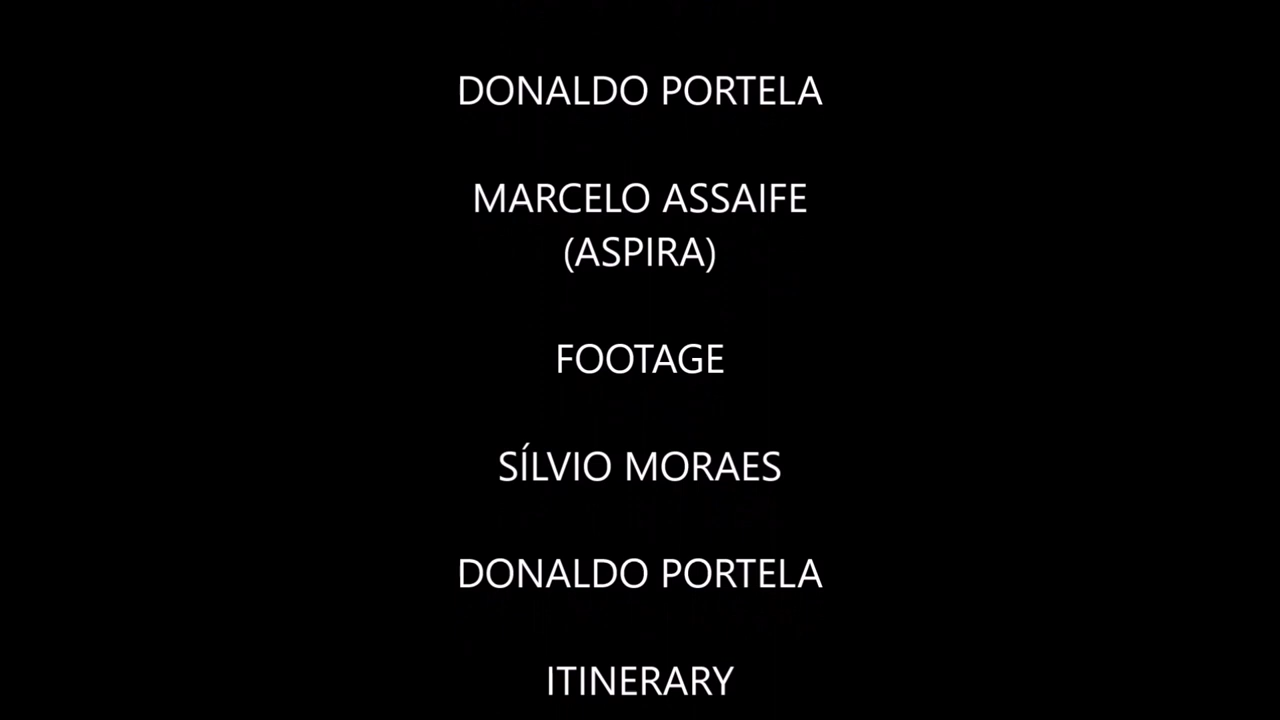 DONALDO PORTELA
MARCELO ASSAIFE
(ASPIRA)
FOOTAGE
SÍLVIO MORAES
DONALDO PORTELA
ITINERARY